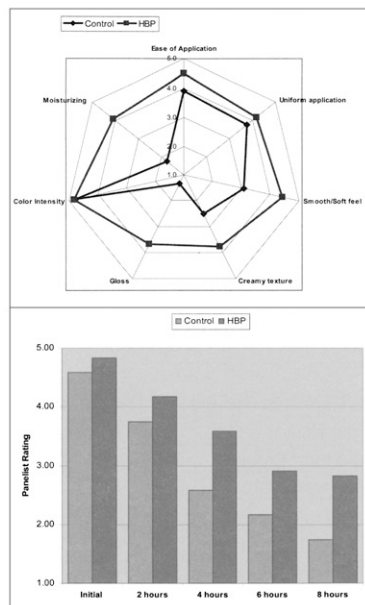 Control HBP
Ease of Application
5.0
Moisturizing
Uniform application
4.0
3.0
2.0
1.0
Color Intensity
Smooth/Soft feel
Gloss
Creamy texture
Control HBP
5.00
4.00
3.00
2.00
1.00
Panelist Rating
Initial 2 hours 4 hours 6 hours 8 hours